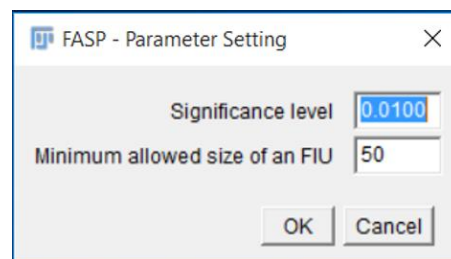 FASP - Parameter Setting
Significance level 0.0100
Minimum allowed size of an FIU 50
OK Cancel